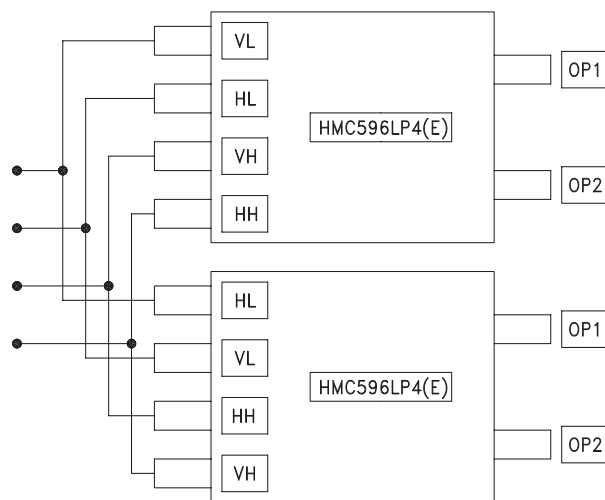 VL
OP1
HL
HMC596LP4(E)
VH
OP2
HH
HL
OP1
VL
HMC596LP4(E)
HH
OP2
VH